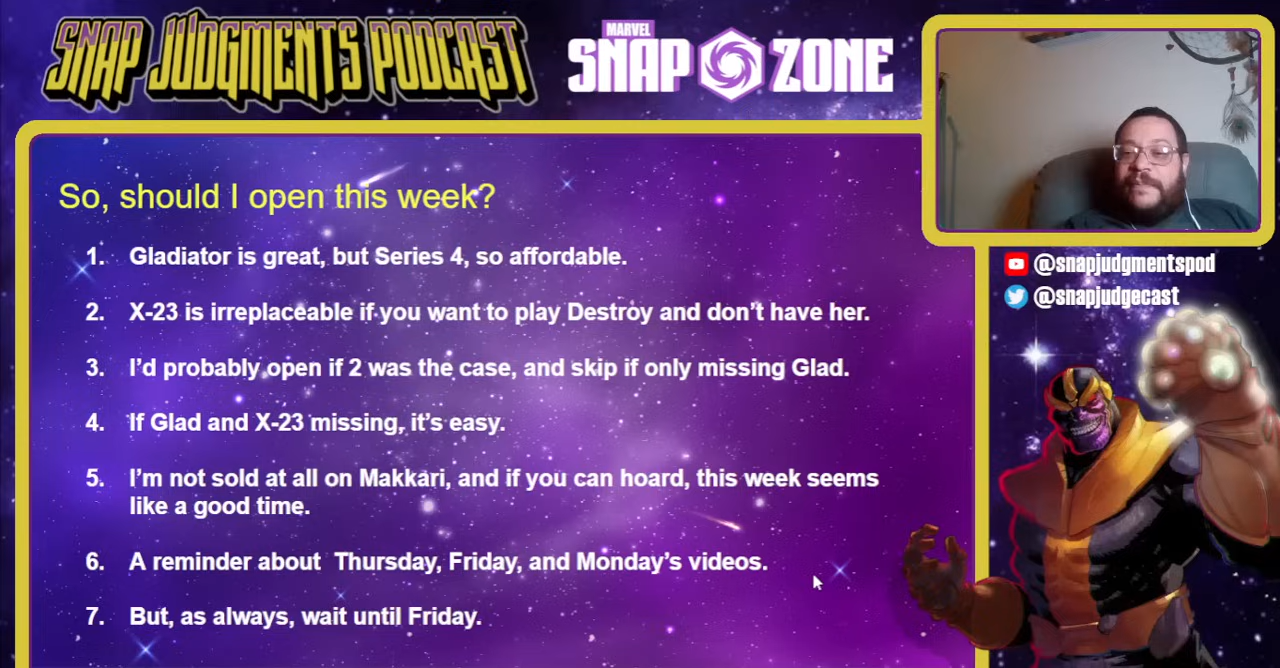 SNAP JUDGMENTS PODCAST
MARVEL
SNAP ZONE
So, should I open this week?
1. Gladiator is great, but Series 4, so affordable.
2. X-23 is irreplaceable if you want to play Destroy and don't have her.
3. I'd probably open if 2 was the case, and skip if only missing Glad.
4. If Glad and X-23 missing, it's easy.
5. I'm not sold at all on Makkari, and if you can hoard, this week seems
like a good time.
6. A reminder about Thursday, Friday, and Monday's videos.
7. But, as always, wait until Friday.
@snapjudgmentspod
@snapjudgecast